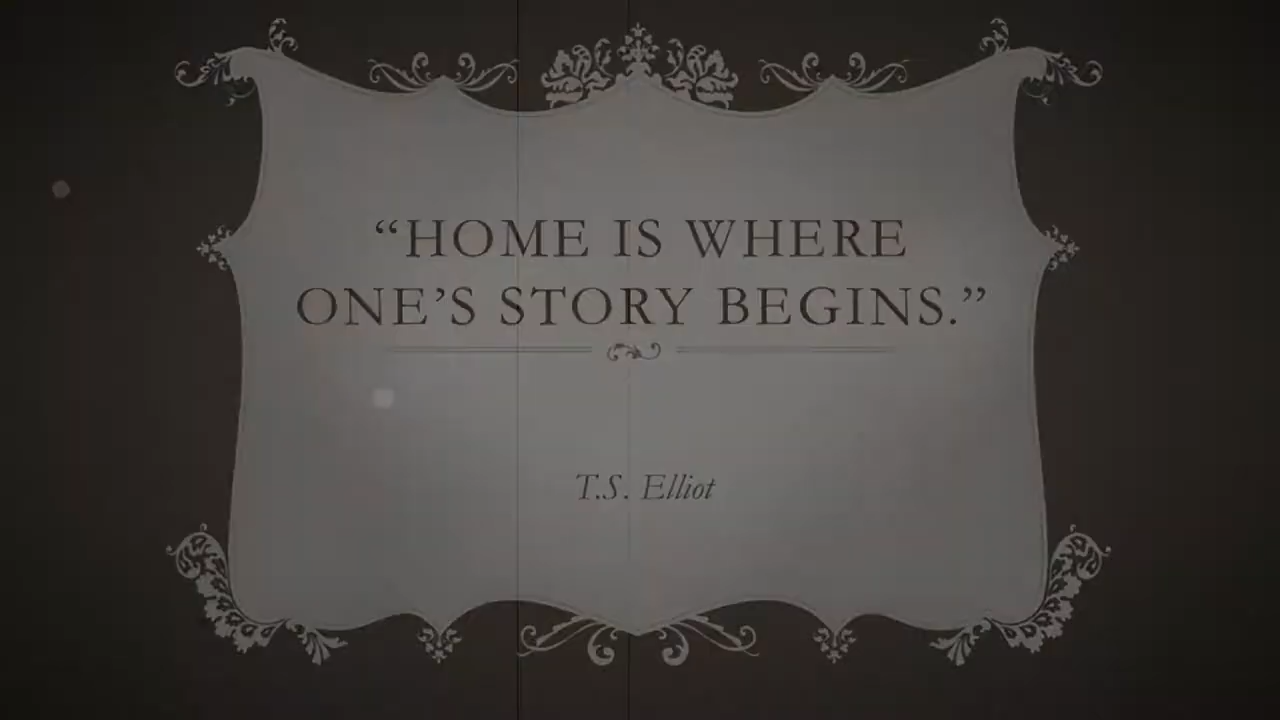 “HOME IS WHERE
ONE’S STORY BEGINS.”
T.S. Elliot